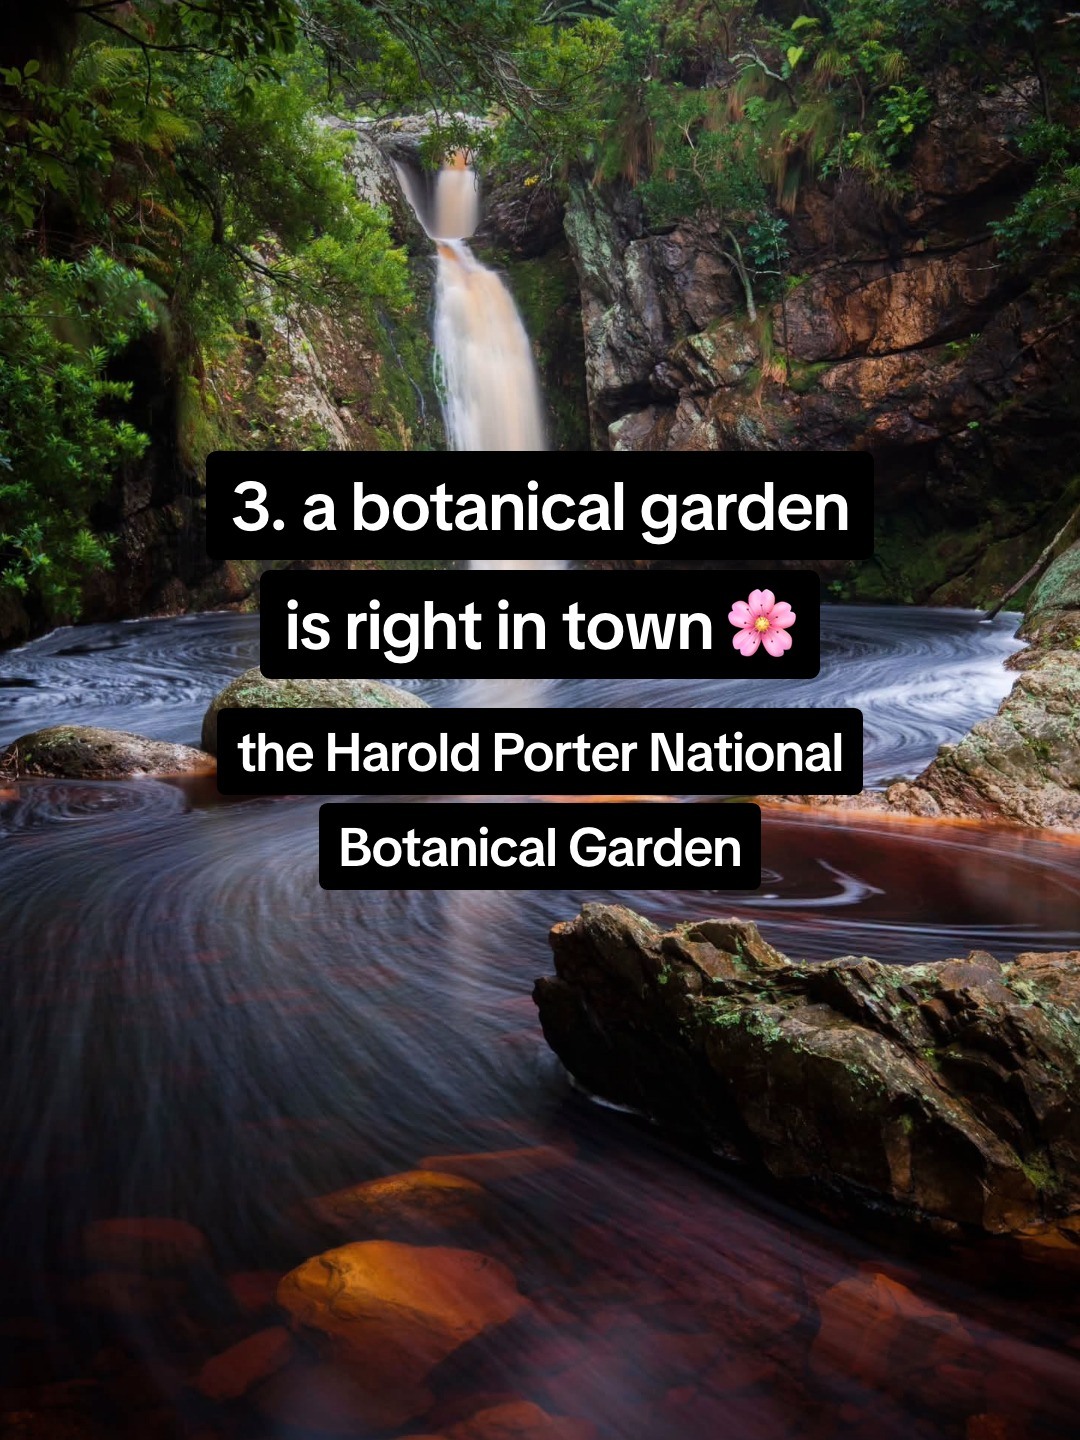 3. a botanical garden
is right in town 🌸
the Harold Porter National
Botanical Garden